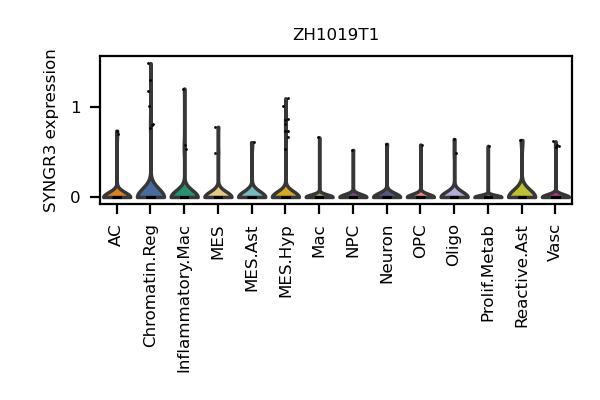 ZH1019T1
SYNGR3 expression
1
0
AC
Chromatin.Reg
Inflammatory.Mac
MES
MES.Ast
MES.Hyp
Mac
NPC
Neuron
OPC
Oligo
Prolif.Metab
Reactive.Ast
Vasc